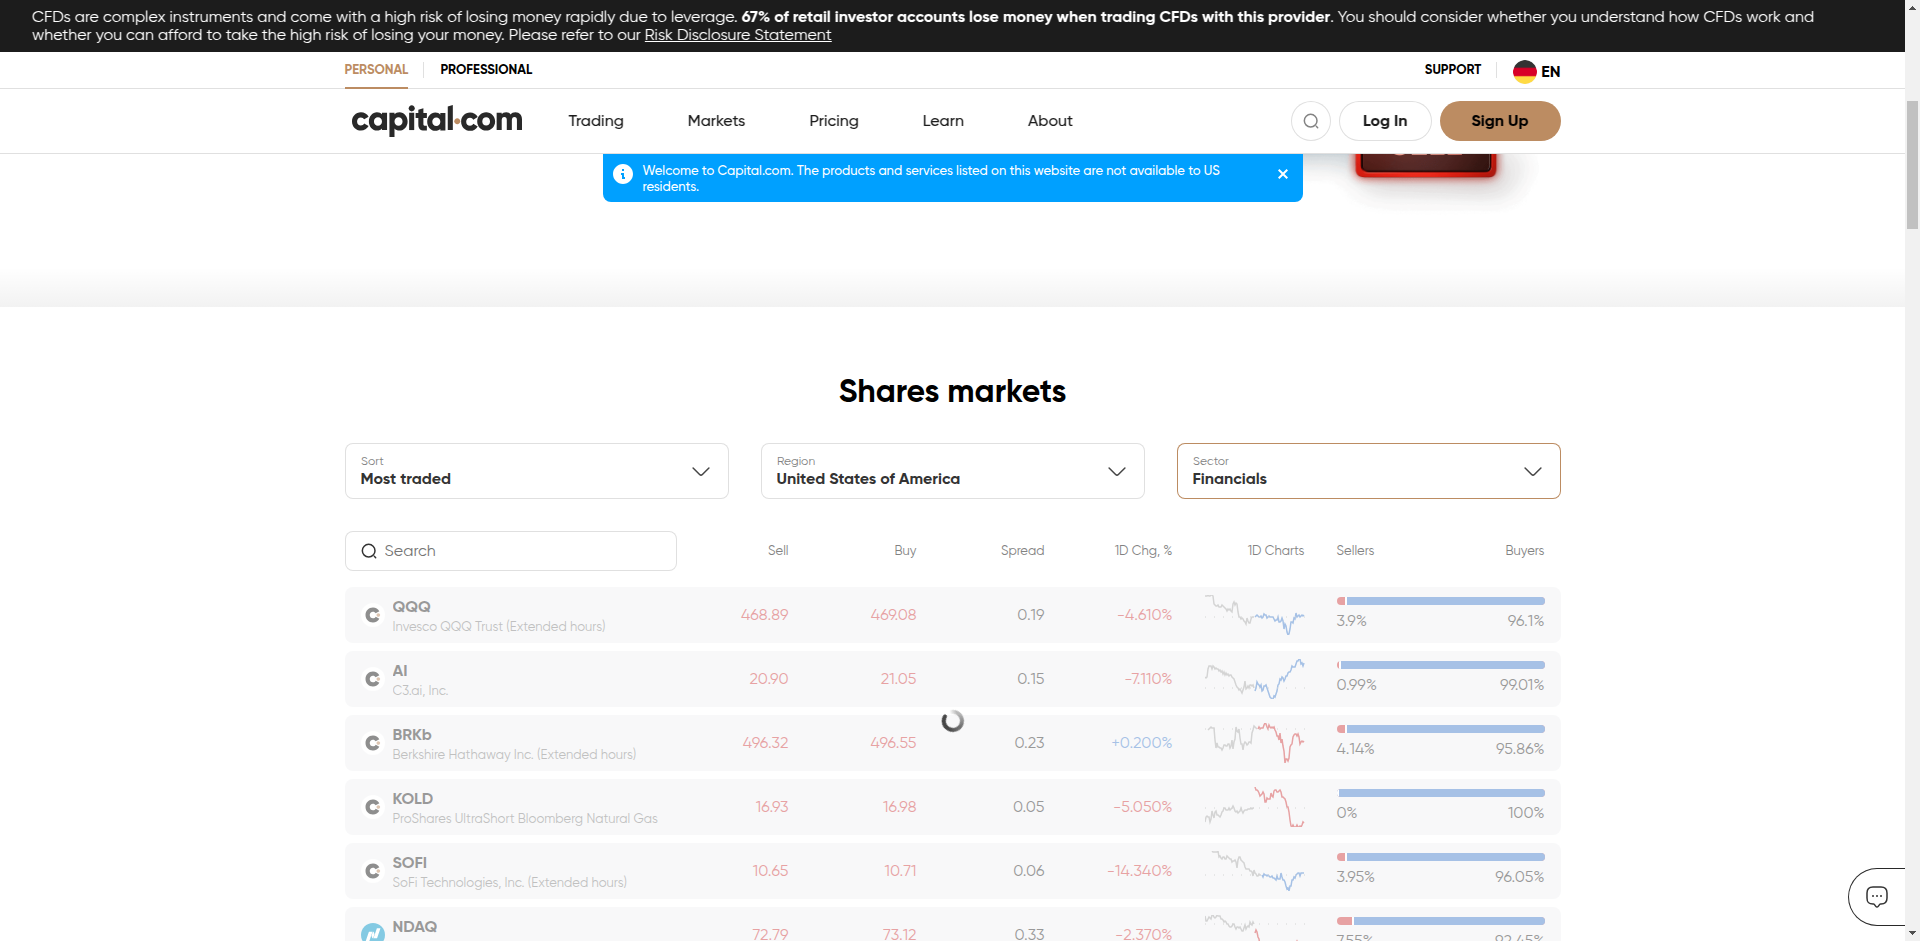 CFDs are complex instruments and come with a high risk of losing money rapidly due to leverage. 67% of retail investor accounts lose money when trading CFDs with this provider. You should consider whether you understand how CFDs work and
whether you can afford to take the high risk of losing your money. Please refer to our Risk Disclosure Statement
PERSONAL PROFESSIONAL SUPPORT EN
capital.com Trading Markets Pricing Learn About Log In Sign Up
Welcome to Capital.com. The products and services listed on this website are not available to US
residents.
Shares markets
Sort Region Sector
Most traded United States of America Financials
Search Sell Buy Spread 1D Chg, % 1D Charts Sellers Buyers
QQQ
Invesco QQQ Trust (Extended hours) 468.89 469.08 0.19 -4.610% 3.9% 96.1%
AI
C3.ai, Inc. 20.90 21.05 0.15 -7.110% 0.99% 99.01%
BRKb
Berkshire Hathaway Inc. (Extended hours) 496.32 496.55 0.23 +0.200% 4.14% 95.86%
KOLD
ProShares UltraShort Bloomberg Natural Gas 16.93 16.98 0.05 -5.050% 0% 100%
SOFI
SoFi Technologies, Inc. (Extended hours) 10.65 10.71 0.06 -14.340% 3.95% 96.05%
NDAQ
72.79 73.12 0.33 -2.370% 7.55% 92.45%